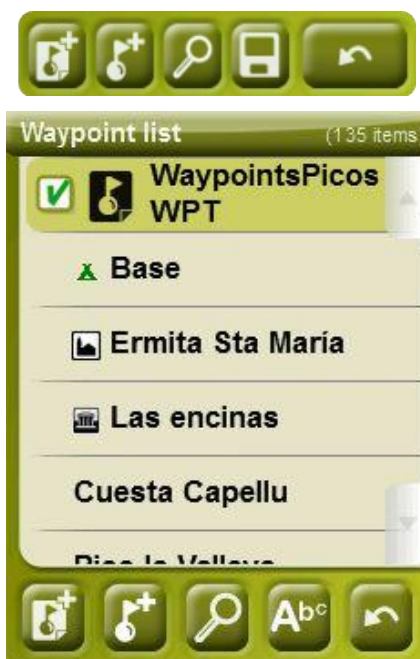 Waypoint list (135 items
WaypointsPicos
WPT
Base
Ermita Sta María
Las encinas
Cuesta Capellu
Abc